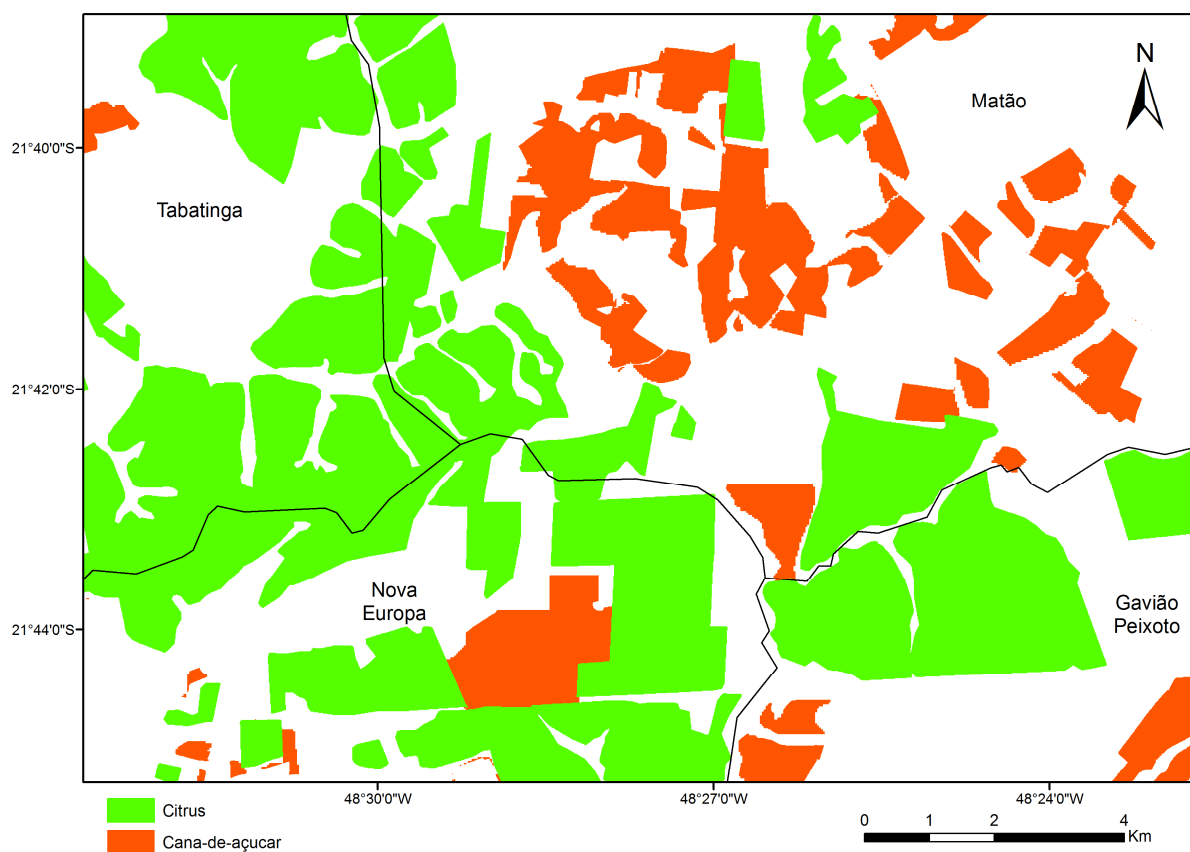 N
Matão
21°40'0"S
Tabatinga
21°42'0"S
Nova
Europa
Gavião
Peixoto
21°44'0"S
48°30'0"W
48°27'0"W
48°24'0"W
Citrus
Cana-de-açucar
0 1 2 4
Km